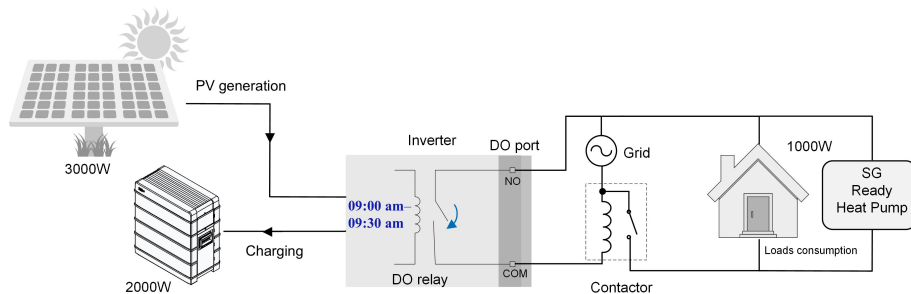 PV generation
3000W
2000W
Charging
Inverter
DO port
NO
09:00 am
09:30 am
COM
DO relay
Grid
Contactor
1000W
Loads consumption
SG
Ready
Heat Pump